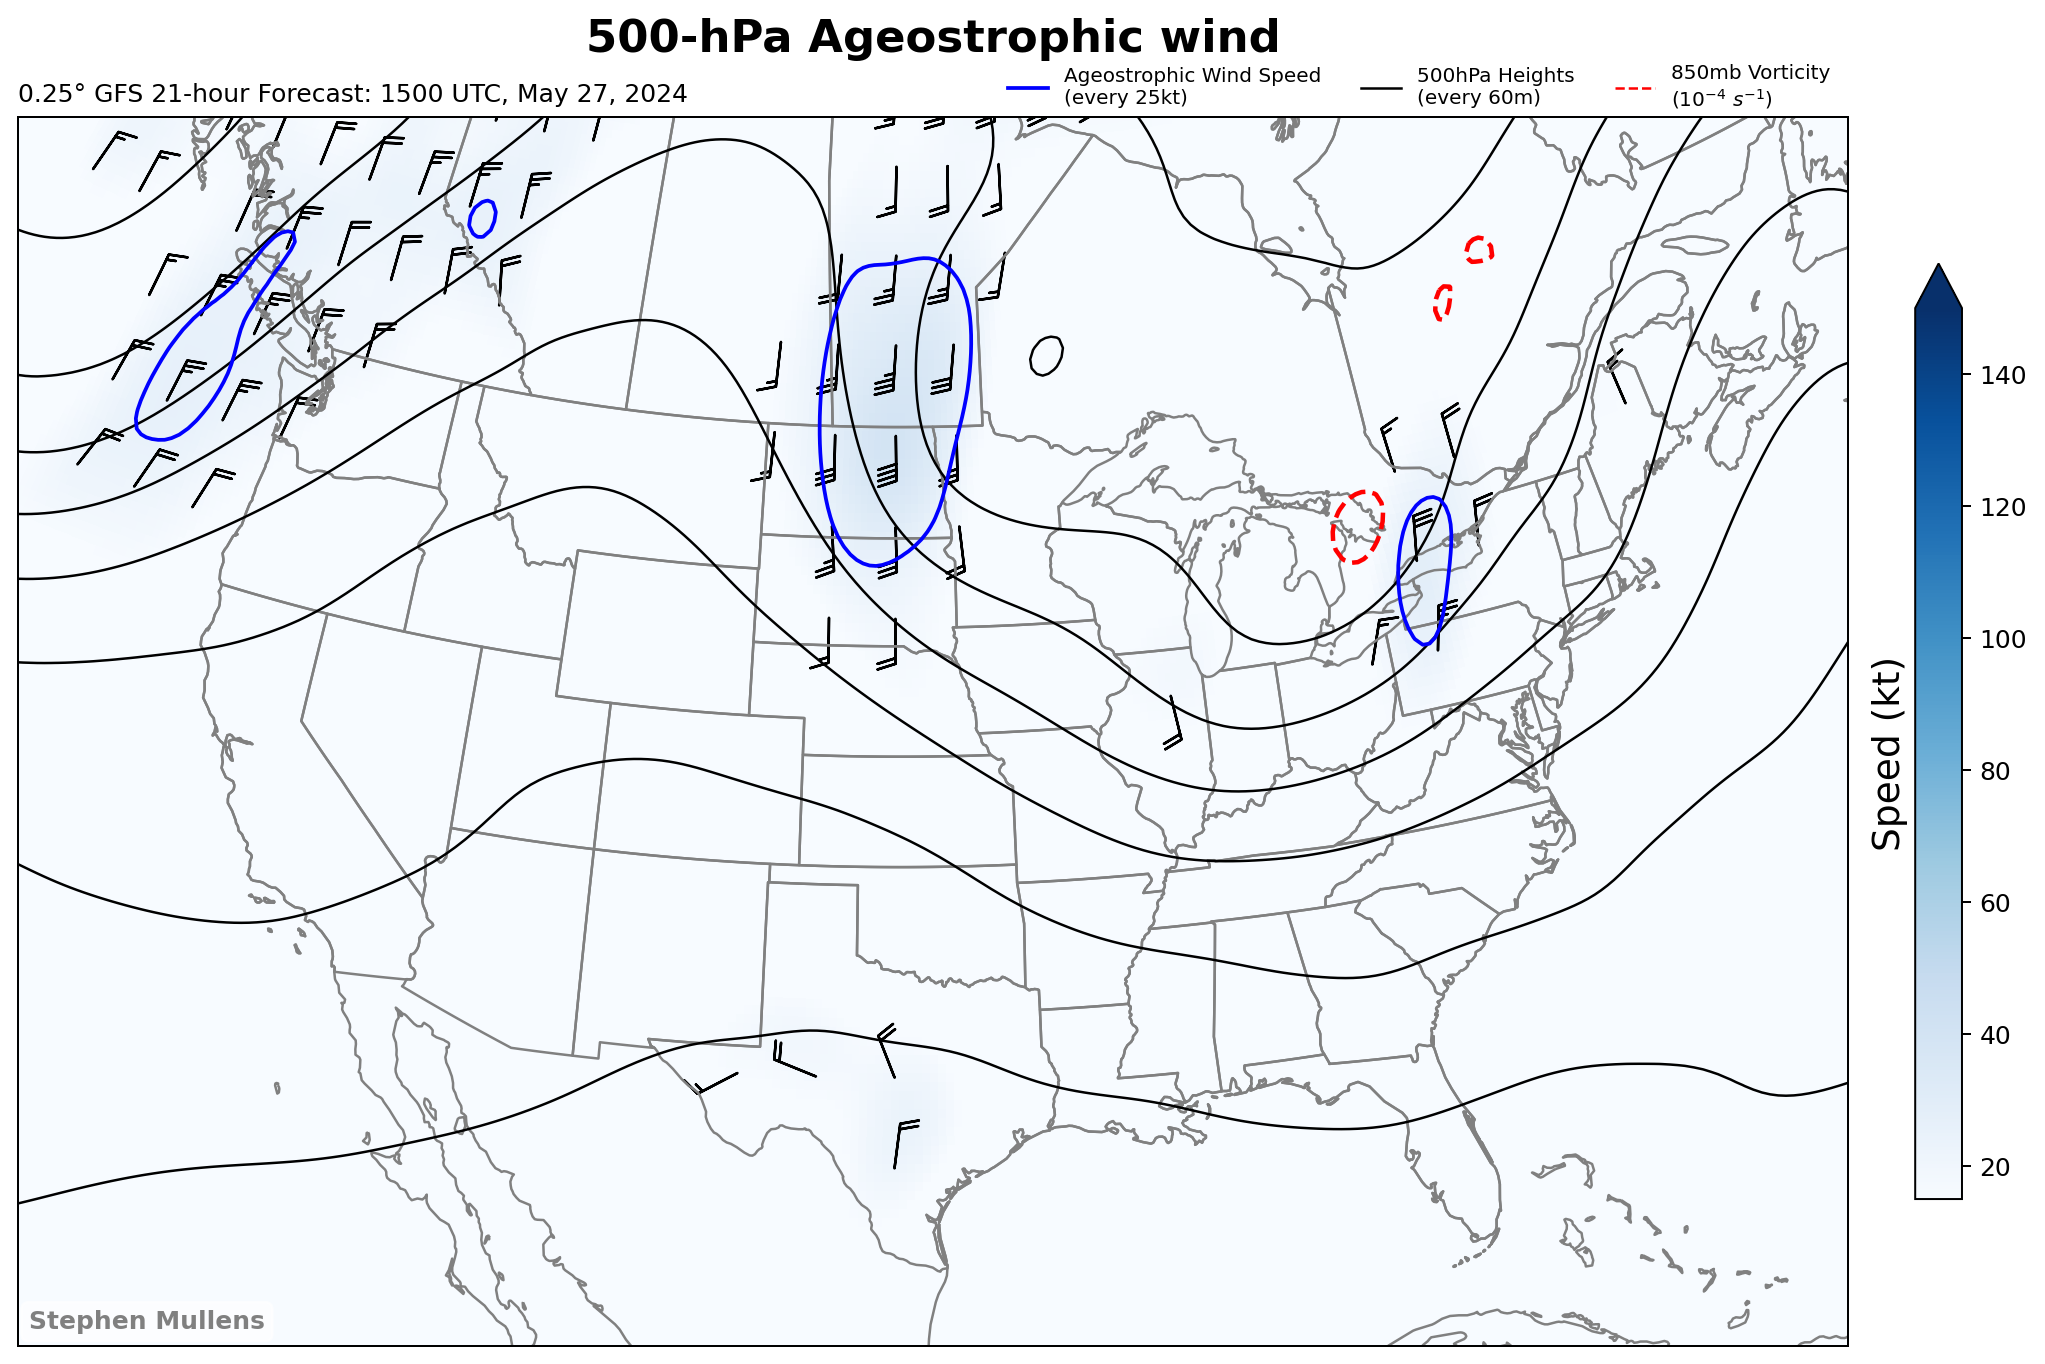 500-hPa Ageostrophic wind
0.25° GFS 21-hour Forecast: 1500 UTC, May 27, 2024
Ageostrophic Wind Speed
(every 25kt)
500hPa Heights
(every 60m)
850mb Vorticity
(10⁻⁴ s⁻¹)
140
120
100
80
60
40
20
Speed (kt)
Stephen Mullens